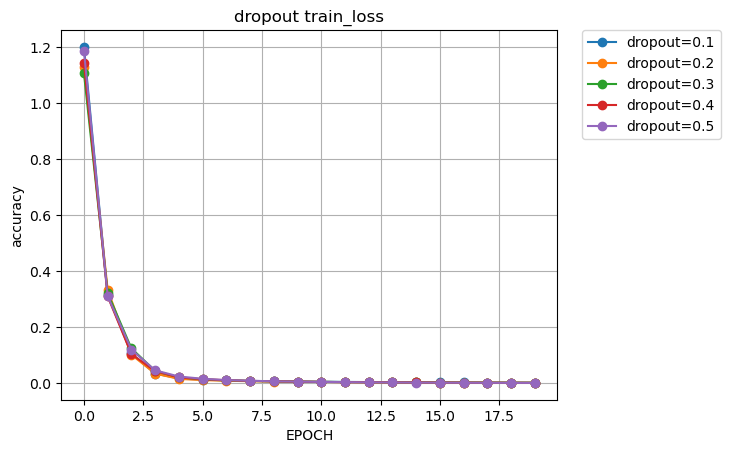 dropout train_loss
accuracy
1.2
1.0
0.8
0.6
0.4
0.2
0.0
0.0 2.5 5.0 7.5 10.0 12.5 15.0 17.5
EPOCH
dropout=0.1
dropout=0.2
dropout=0.3
dropout=0.4
dropout=0.5